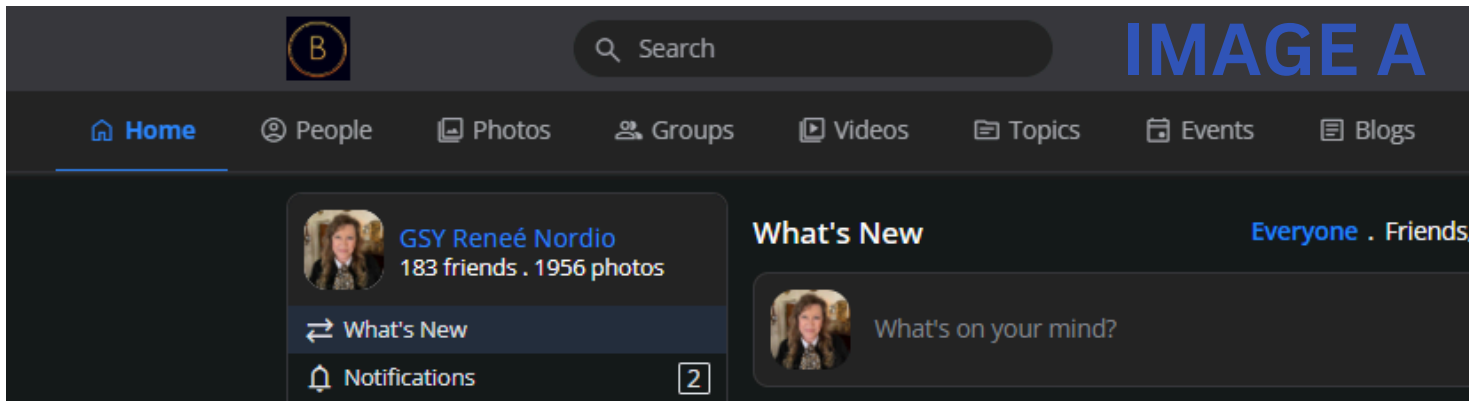 B
Search
IMAGE A
Home People Photos Groups Videos Topics Events Blogs
GSY Reneé Nordio
183 friends . 1956 photos
What's New
Notifications 2
What's New
Everyone . Friends
What's on your mind?